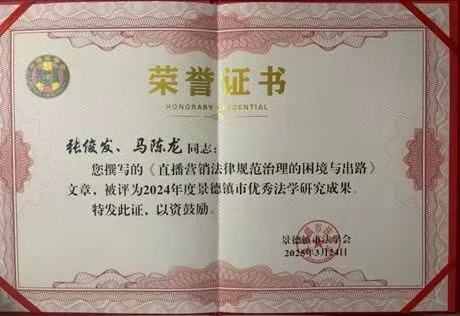 荣誉证书
HONORARY CREDENTIAL
张俊发、马陈龙同志：
您撰写的《直播营销法律规范治理的困境与出路》
文章，被评为2024年度景德镇市优秀法学研究成果。
特发此证，以资鼓励。
景德镇市法学会
2025年3月24日